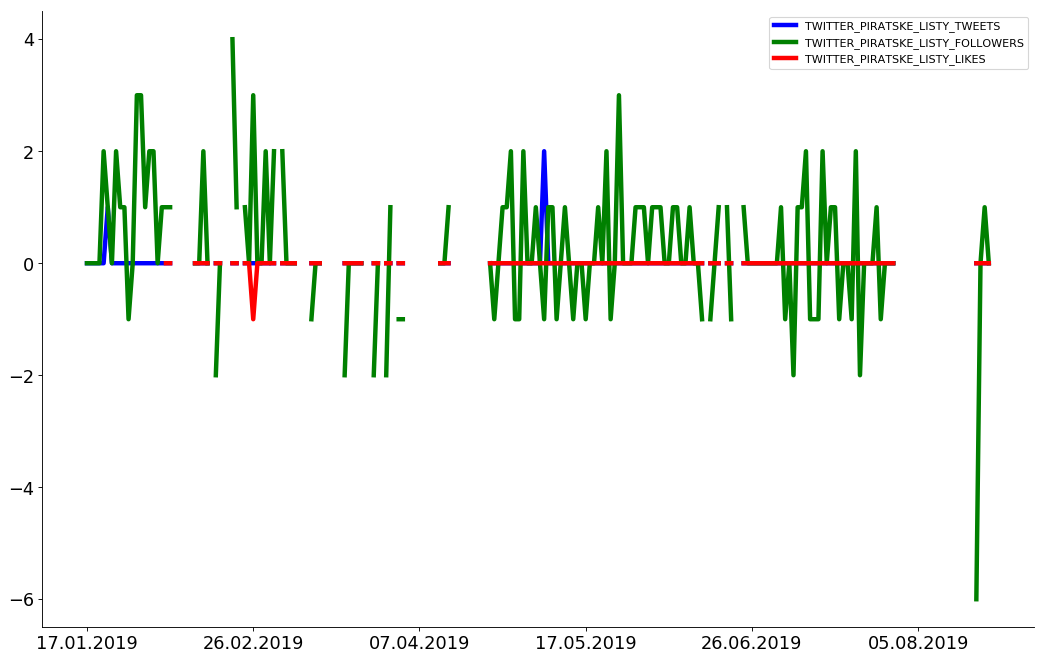 TWITTER_PIRATSKE_LISTY_TWEETS
TWITTER_PIRATSKE_LISTY_FOLLOWERS
TWITTER_PIRATSKE_LISTY_LIKES
4
2
0
−2
−4
−6
17.01.2019 26.02.2019 07.04.2019 17.05.2019 26.06.2019 05.08.2019